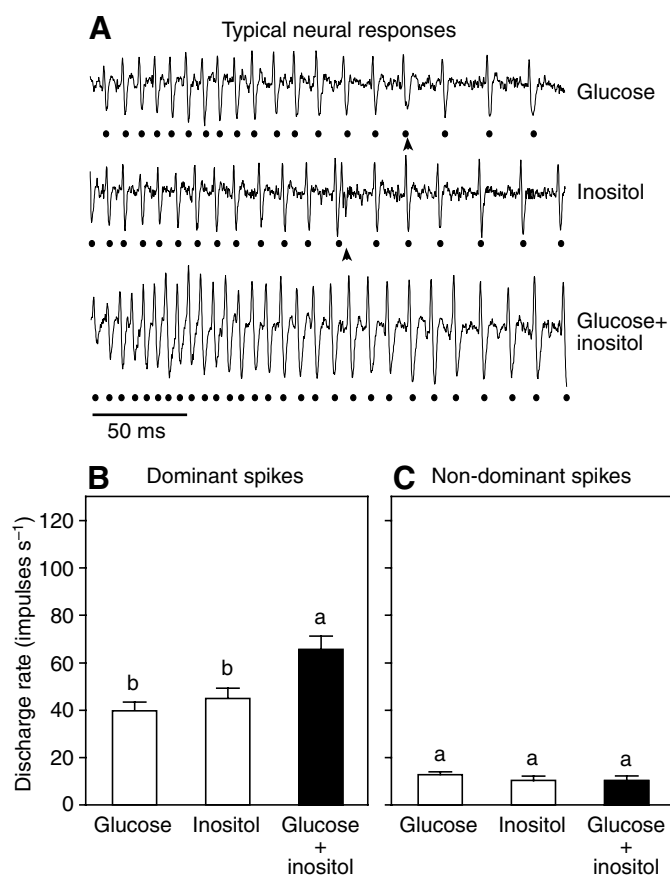 A
Typical neural responses
Glucose
Inositol
Glucose+
inositol
50 ms
B
Dominant spikes
C
Non-dominant spikes
Discharge rate (impulses s⁻¹)
120
100
80
60
40
20
0
b
b
a
a
a
a
Glucose
Inositol
Glucose
+
inositol
Glucose
Inositol
Glucose
+
inositol